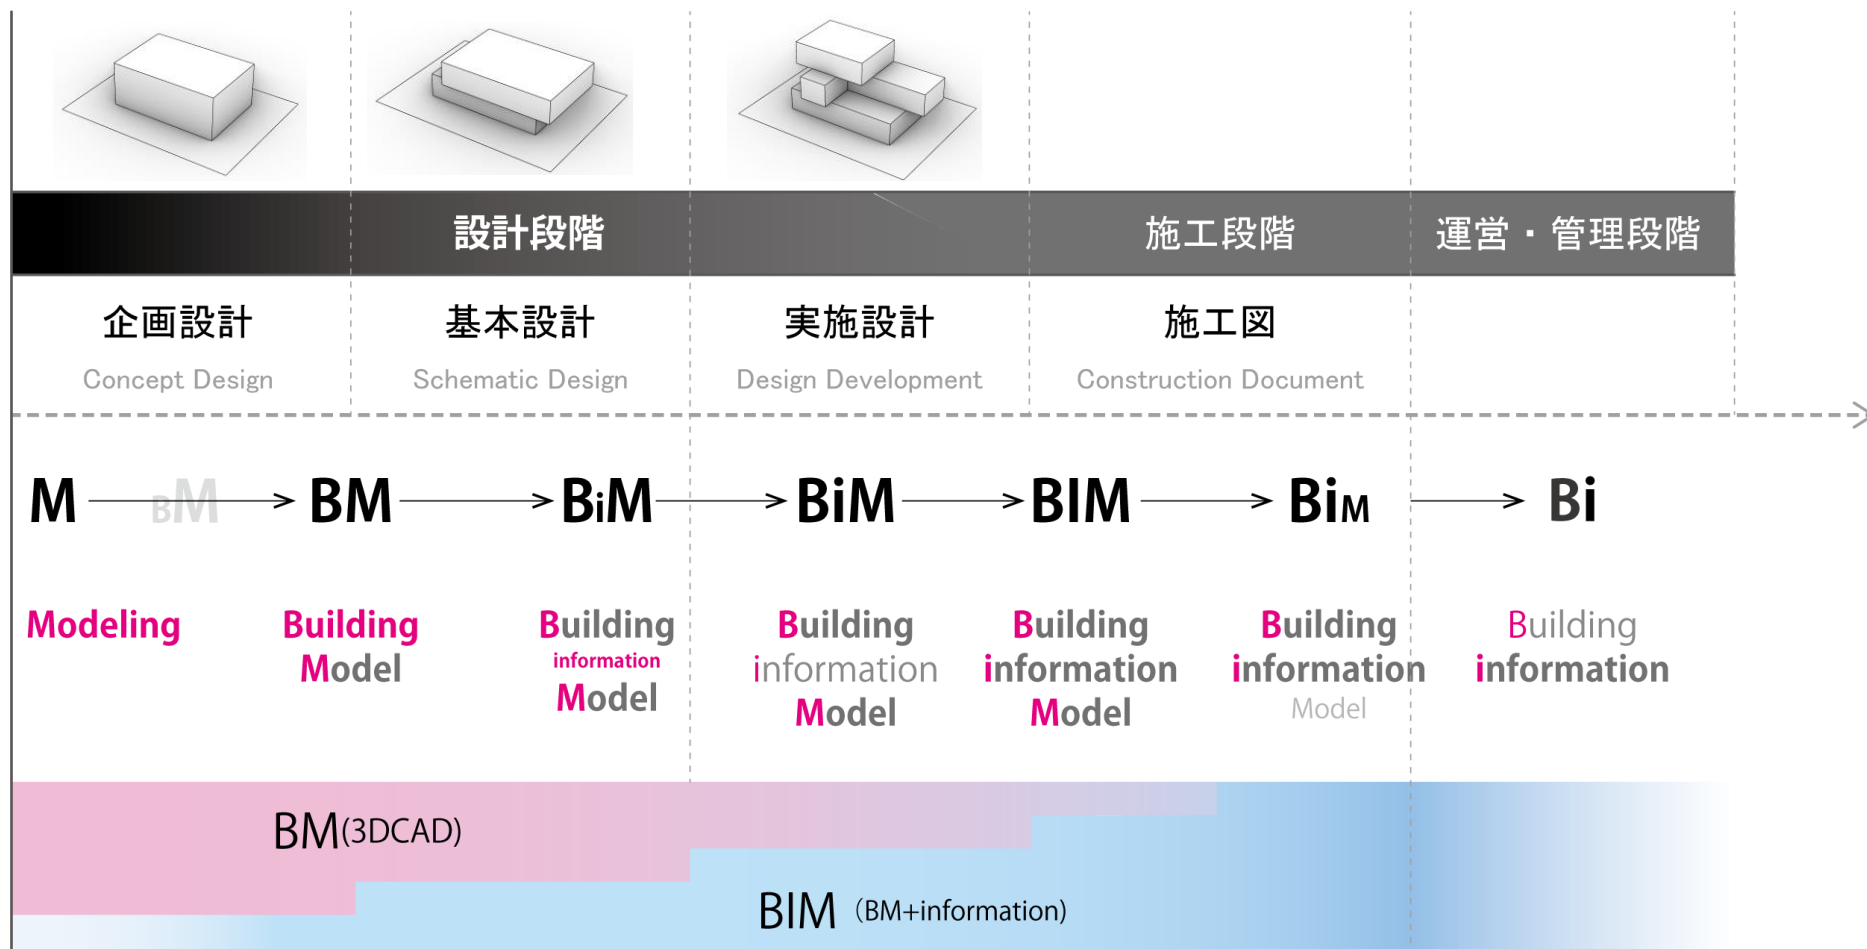 設計段階
施工段階
運営・管理段階
企画設計
基本設計
実施設計
施工図
Concept Design
Schematic Design
Design Development
Construction Document
M
BM
BM
BiM
BiM
BIM
BiM
Bi
Modeling
Building
Model
Building
information
Model
Building
information
Model
Building
information
Model
Building
information
Model
Building
information
BM(3DCAD)
BIM (BM+information)